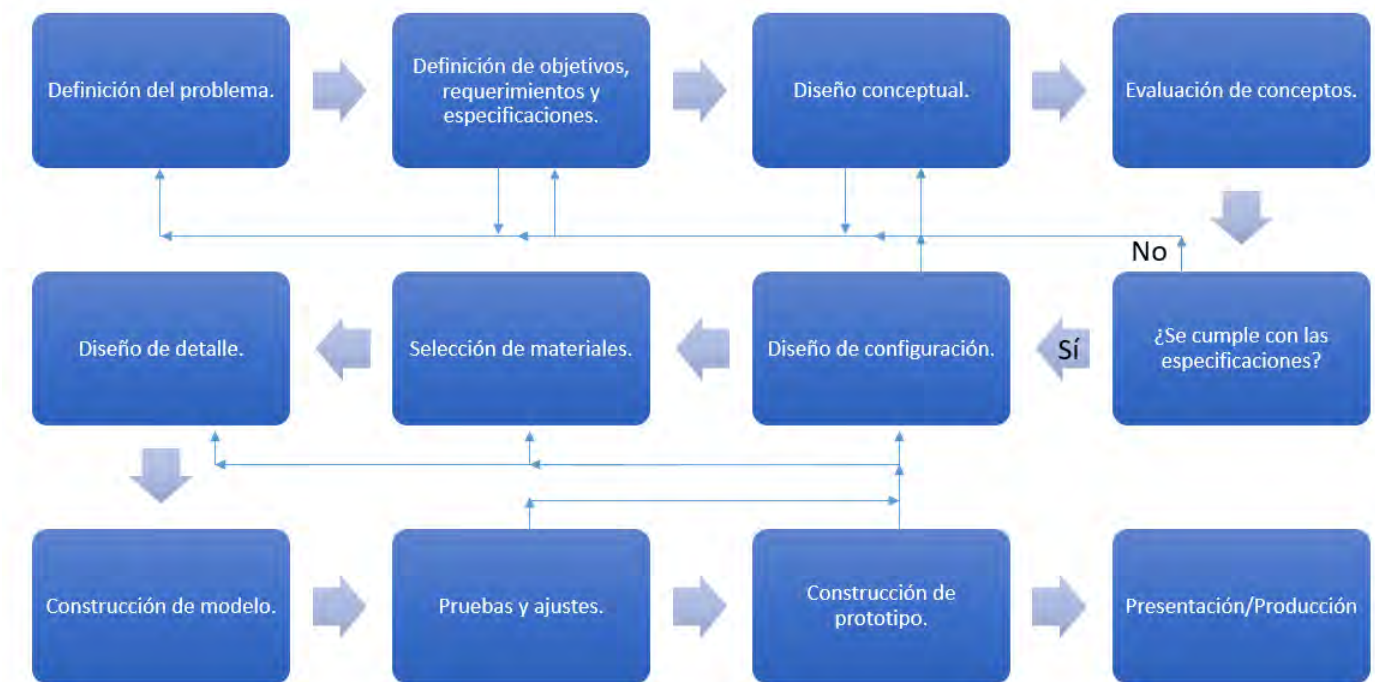 Definición del problema.
Definición de objetivos,
requerimientos y
especificaciones.
Diseño conceptual.
Evaluación de conceptos.
No
Diseño de detalle.
Selección de materiales.
Diseño de configuración.
Sí
¿Se cumple con las
especificaciones?
Construcción de modelo.
Pruebas y ajustes.
Construcción de
prototipo.
Presentación/Producción